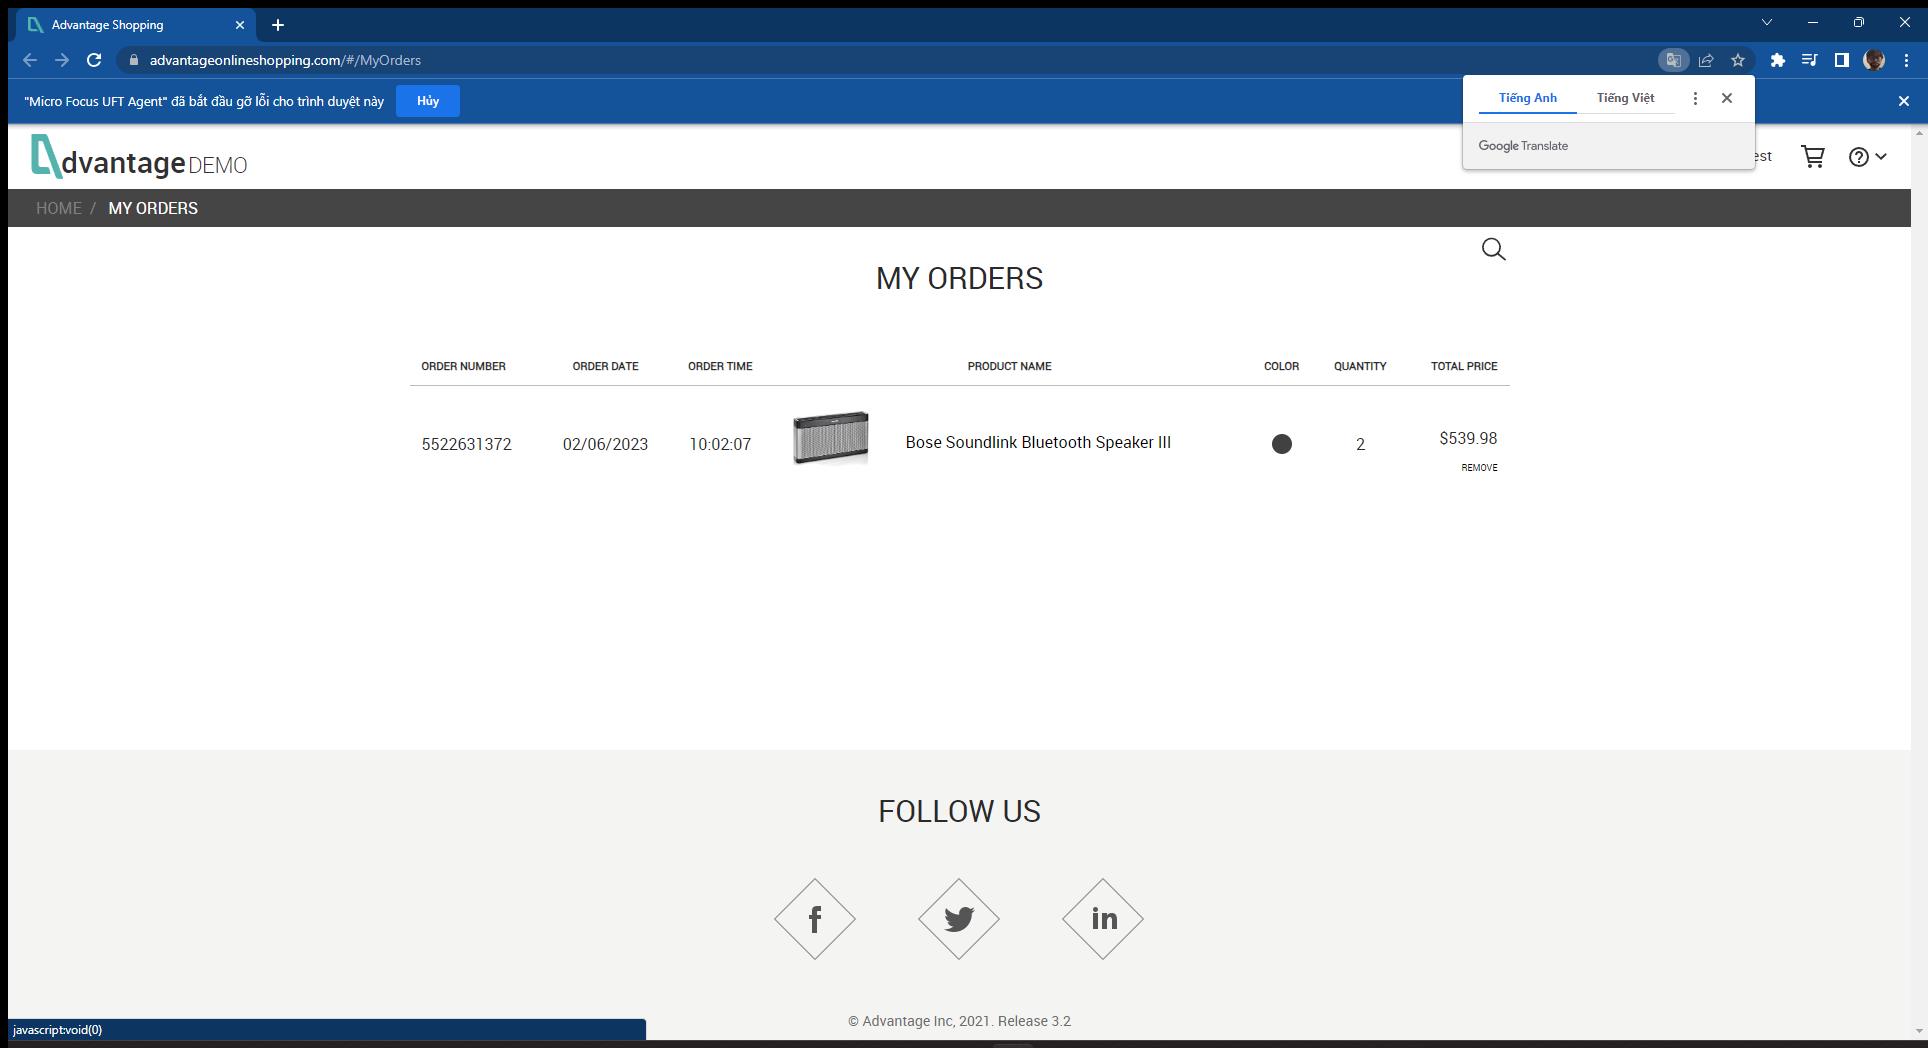 Advantage Shopping
advantageonlineshopping.com/#/MyOrders
"Micro Focus UFT Agent" đã bắt đầu gỡ lỗi cho trình duyệt này
Hủy
Tiếng Anh Tiếng Việt
Google Translate
dvantage DEMO
HOME / MY ORDERS
MY ORDERS
ORDER NUMBER ORDER DATE ORDER TIME PRODUCT NAME COLOR QUANTITY TOTAL PRICE
5522631372 02/06/2023 10:02:07 Bose Soundlink Bluetooth Speaker III 2 $539.98
REMOVE
FOLLOW US
f
in
© Advantage Inc, 2021. Release 3.2
javascript:void(0)